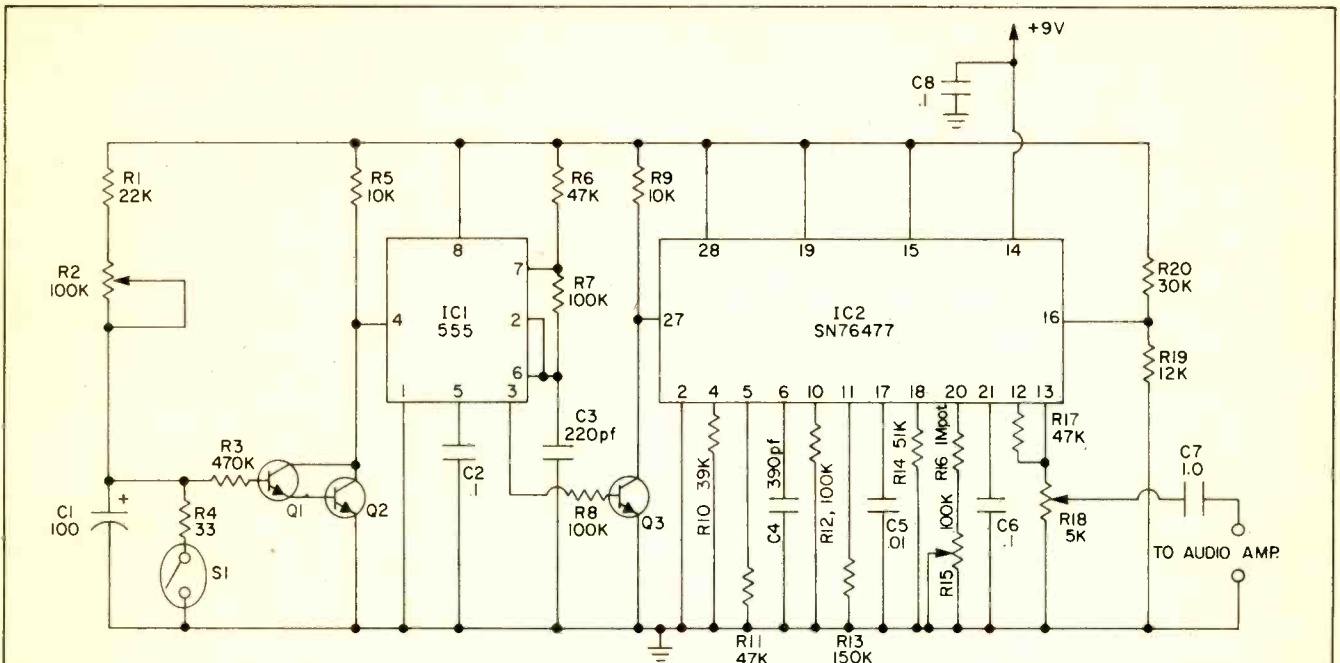 +9V
C8
.1
R1
22K
R5
10K
R6
47K
R9
10K
8
28
19
15
14
R2
100K
7
R7
100K
R20
30K
4
IC1
555
2
27
IC2
SN76477
16
6
R19
12K
1
5
3
2
4
5
6
10
11
17
18
20
21
12
13
C3
220pf
R17
47K
R3
470K
C2
.1
R10 39K
C4 390pf
R12, 100K
R14 51K
R16 1Mpot
C7
1.0
C1
100
+
R4
33
Q1
Q2
R8
100K
Q3
C5
.01
R15 100K
C6
.1
R18
5K
S1
TO AUDIO AMP.
R11
47K
R13
150K